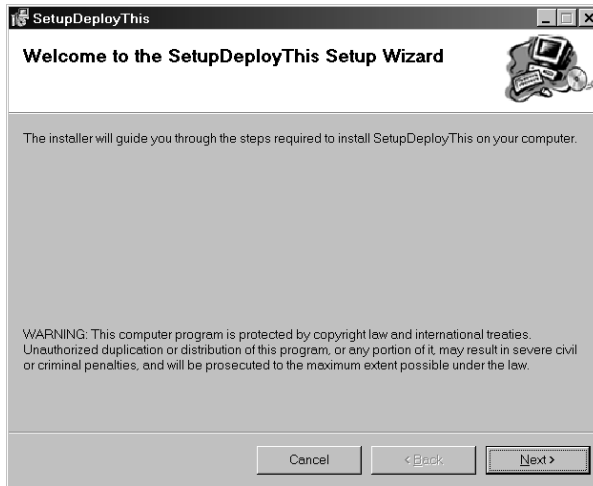 SetupDeployThis
Welcome to the SetupDeployThis Setup Wizard
The installer will guide you through the steps required to install SetupDeployThis on your computer.
WARNING: This computer program is protected by copyright law and international treaties.
Unauthorized duplication or distribution of this program, or any portion of it, may result in severe civil
or criminal penalties, and will be prosecuted to the maximum extent possible under the law.
Cancel
< Back
Next >